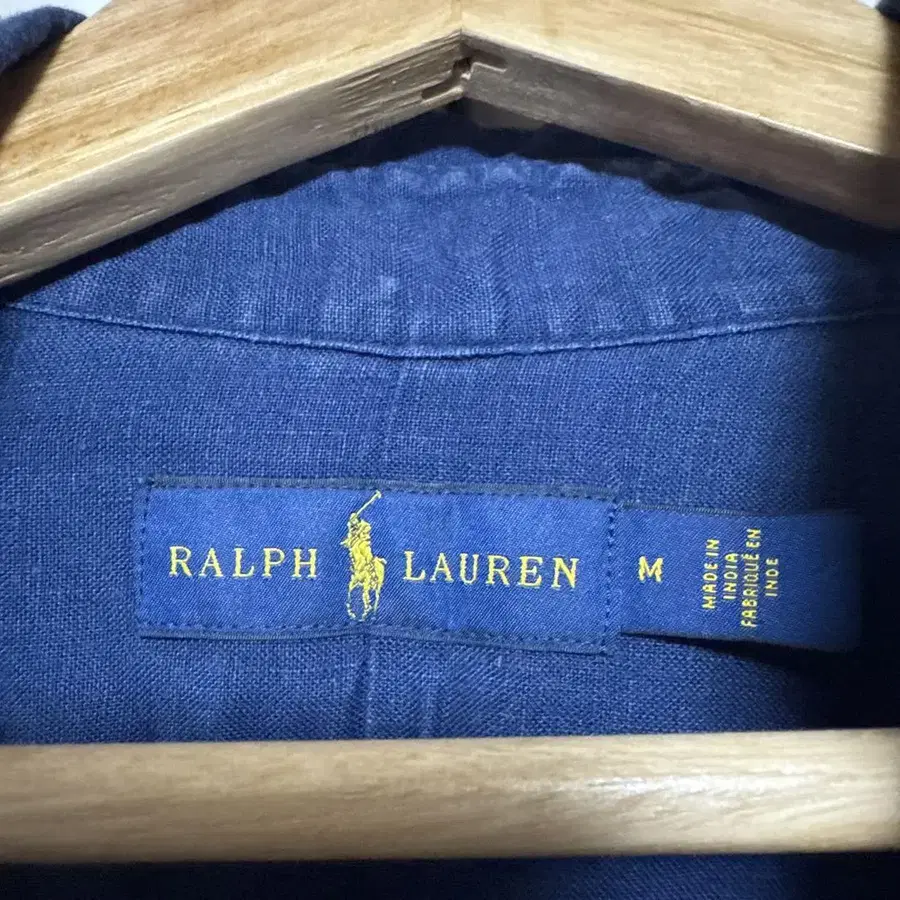 RALPH LAUREN
M
MADE IN
INDIA
FABRIQUÉ EN
INDE